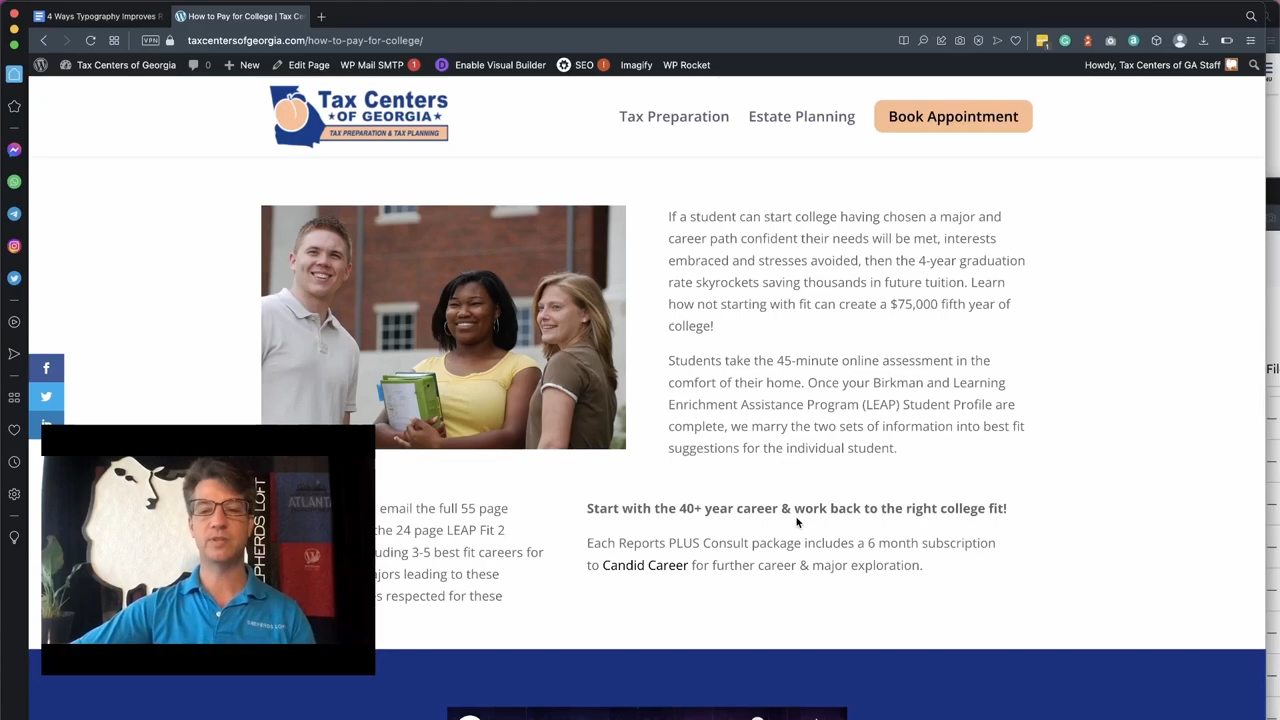 4 Ways Typography Improves R
How to Pay for College | Tax Ce
VPN
taxcentersofgeorgia.com/how-to-pay-for-college/
Tax Centers of Georgia 0 New Edit Page WP Mail SMTP 1 Enable Visual Builder SEO ! Imagify WP Rocket Howdy, Tax Centers of GA Staff
Tax Centers
OF GEORGIA
TAX PREPARATION & TAX PLANNING
Tax Preparation Estate Planning Book Appointment
If a student can start college having chosen a major and
career path confident their needs will be met, interests
embraced and stresses avoided, then the 4-year graduation
rate skyrockets saving thousands in future tuition. Learn
how not starting with fit can create a $75,000 fifth year of
college!
Students take the 45-minute online assessment in the
comfort of their home. Once your Birkman and Learning
Enrichment Assistance Program (LEAP) Student Profile are
complete, we marry the two sets of information into best fit
suggestions for the individual student.
Fil
email the full 55 page
the 24 page LEAP Fit 2
uding 3-5 best fit careers for
ajors leading to these
s respected for these
Start with the 40+ year career & work back to the right college fit!
Each Reports PLUS Consult package includes a 6 month subscription
to Candid Career for further career & major exploration.
HEPHERDS LOFT
ATLANTA
SHEPHERDS LOFT